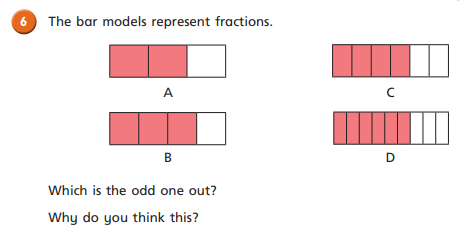 6 The bar models represent fractions.
A
C
B
D
Which is the odd one out?
Why do you think this?